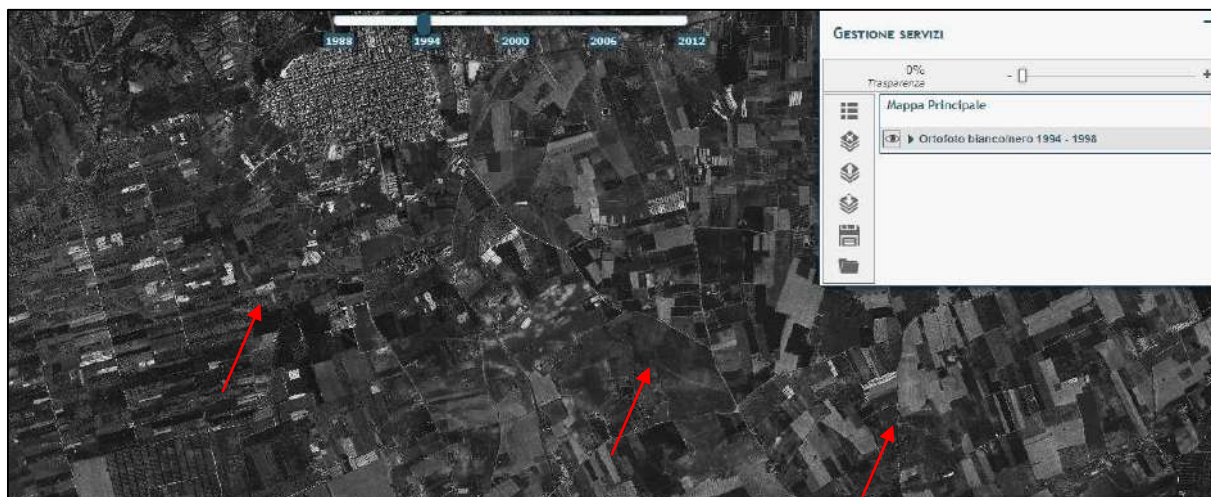 1988 1994 2000 2006 2012
GESTIONE SERVIZI
0%
Trasparenza
- +
Mappa Principale
Ortofoto bianco/nero 1994 - 1998